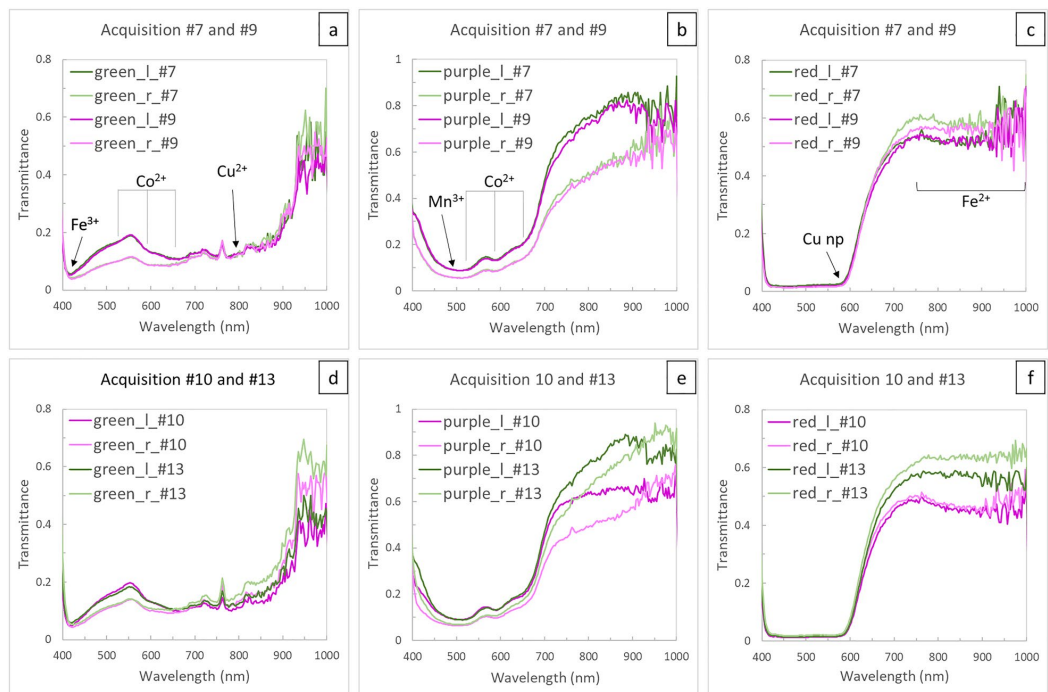 Acquisition #7 and #9
a
green_l_#7
green_r_#7
green_l_#9
green_r_#9
Fe³⁺
Co²⁺
Cu²⁺
Transmittance
0.8
0.6
0.4
0.2
0
400 500 600 700 800 900 1000
Wavelength (nm)
Acquisition #7 and #9
b
purple_l_#7
purple_r_#7
purple_l_#9
purple_r_#9
Mn³⁺
Co²⁺
Transmittance
1
0.8
0.6
0.4
0.2
0
400 500 600 700 800 900 1000
Wavelength (nm)
Acquisition #7 and #9
c
red_l_#7
red_r_#7
red_l_#9
red_r_#9
Cu np
Fe²⁺
Transmittance
0.8
0.6
0.4
0.2
0
400 500 600 700 800 900 1000
Wavelength (nm)
Acquisition #10 and #13
d
green_l_#10
green_r_#10
green_l_#13
green_r_#13
Transmittance
0.8
0.6
0.4
0.2
0
400 500 600 700 800 900 1000
Wavelength (nm)
Acquisition 10 and #13
e
purple_l_#10
purple_r_#10
purple_l_#13
purple_r_#13
Transmittance
1
0.8
0.6
0.4
0.2
0
400 500 600 700 800 900 1000
Wavelength (nm)
Acquisition 10 and #13
f
red_l_#10
red_r_#10
red_l_#13
red_r_#13
Transmittance
0.8
0.6
0.4
0.2
0
400 500 600 700 800 900 1000
Wavelength (nm)